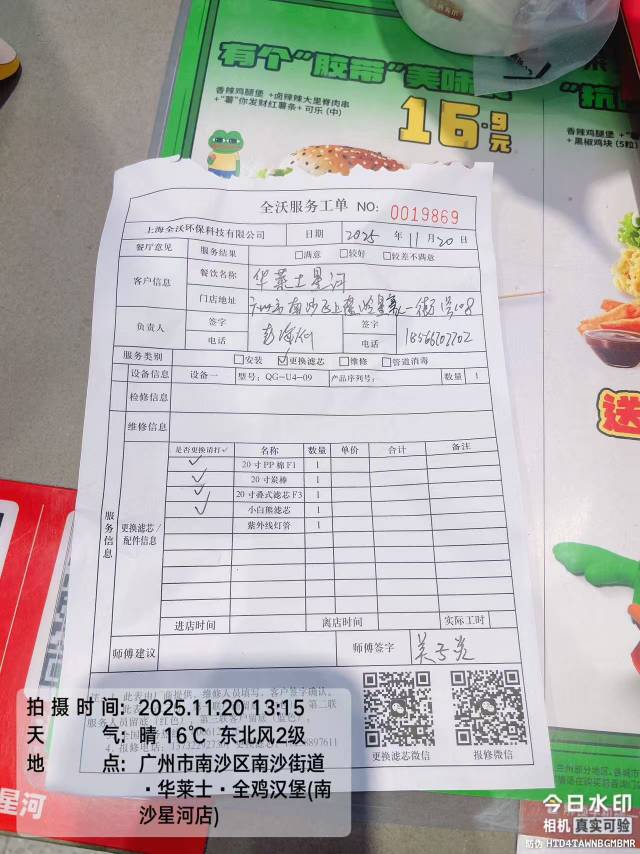 有个"胶带"美味
香辣鸡腿堡 +卤辣辣大里脊肉串
+"薯"你发财红薯条+可乐(中)
16.9元
香辣鸡腿堡
+黑椒鸡块(5粒)
全沃服务工单 NO: 0019869
上海全沃环保科技有限公司 日期 2025 年 11 月 20 日
餐厅意见 服务结果 □满意 □较好 □较差不满意
客户信息 餐饮名称 华莱士星河
门店地址
负责人 签字 签字
电话 电话
服务类别 □安装 ☑更换滤芯 □维修 □管道消毒
设备信息 设备一 型号: QG-U4-09 产品序列号: 数量 1
检修信息
维修信息
服务信息
更换滤芯/配件信息
是否更换请打✓ 名称 数量 单价 合计 备注
✓ 20寸PP棉F1 1
✓ 20寸炭棒 1
✓ 20寸叠式滤芯F3 1
✓ 小白熊滤芯 1
紫外线灯管 1
进店时间 离店时间 实际工时
师傅建议 师傅签字
更换滤芯微信 报修微信
拍摄时间: 2025.11.20 13:15
天 气: 晴 16℃ 东北风2级
地 点: 广州市南沙区南沙街道
·华莱士·全鸡汉堡(南
沙星河店)
星河
今日水印
相机 真实可验
防伪 HTD4TAWNBGMBMR